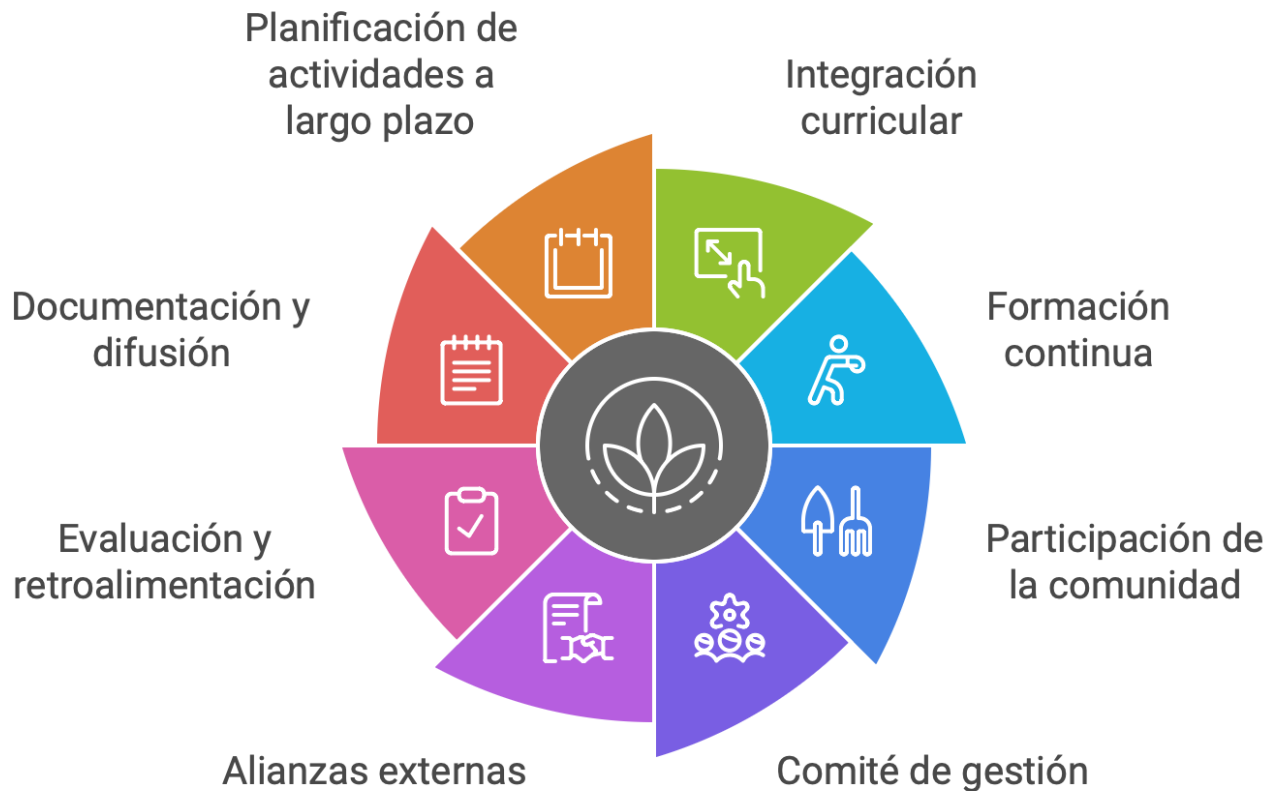 Planificación de
actividades a
largo plazo
Integración
curricular
Documentación y
difusión
Formación
continua
Evaluación y
retroalimentación
Participación de
la comunidad
Alianzas externas
Comité de gestión